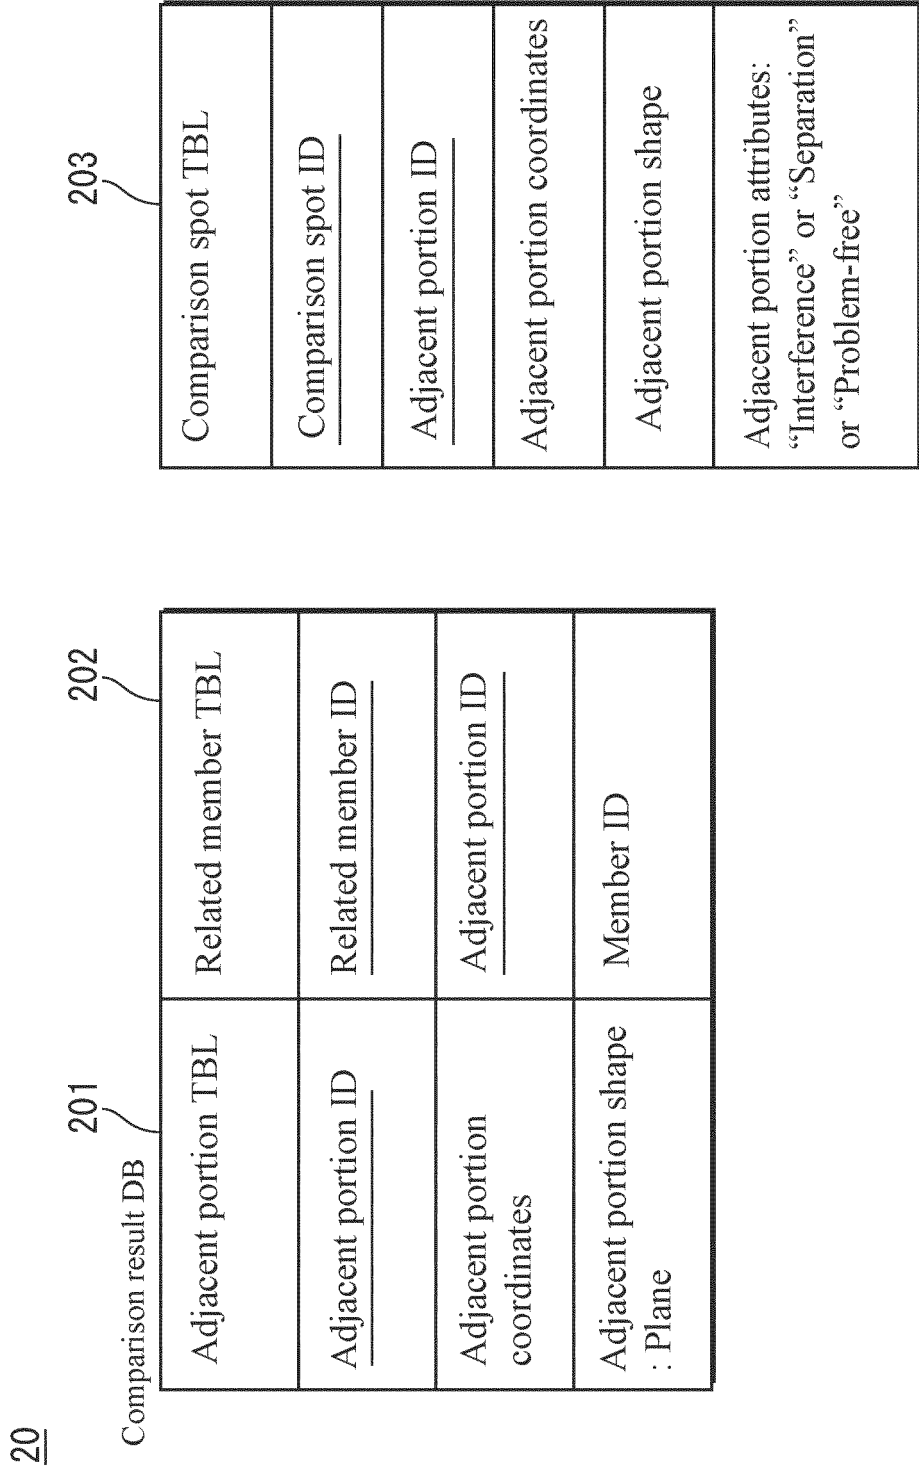 20
Comparison result DB
201
Adjacent portion TBL
Adjacent portion ID
Adjacent portion
coordinates
Adjacent portion shape
: Plane
202
Related member TBL
Related member ID
Adjacent portion ID
Member ID
203
Comparison spot TBL
Comparison spot ID
Adjacent portion ID
Adjacent portion coordinates
Adjacent portion shape
Adjacent portion attributes:
“Interference” or “Separation”
or “Problem-free”